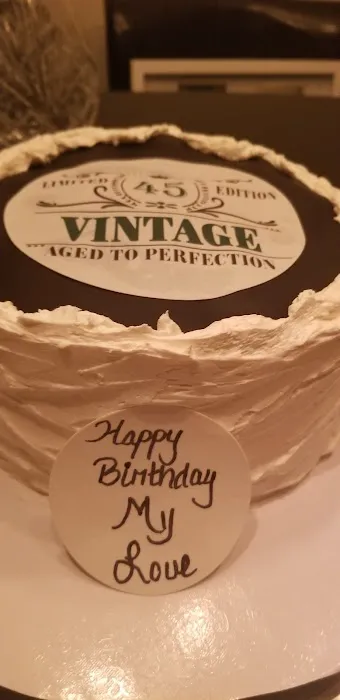 LIMITED 45 EDITION
VINTAGE
AGED TO PERFECTION
Happy
Birthday
My
Love